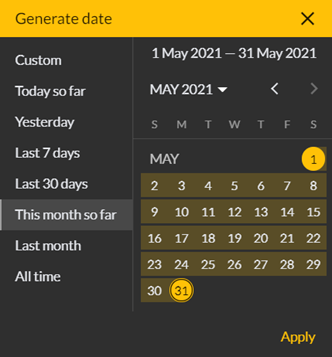 Generate date
Custom
Today so far
Yesterday
Last 7 days
Last 30 days
This month so far
Last month
All time
1 May 2021 — 31 May 2021
MAY 2021
S M T W T F S
MAY 1
2 3 4 5 6 7 8
9 10 11 12 13 14 15
16 17 18 19 20 21 22
23 24 25 26 27 28 29
30 31
Apply